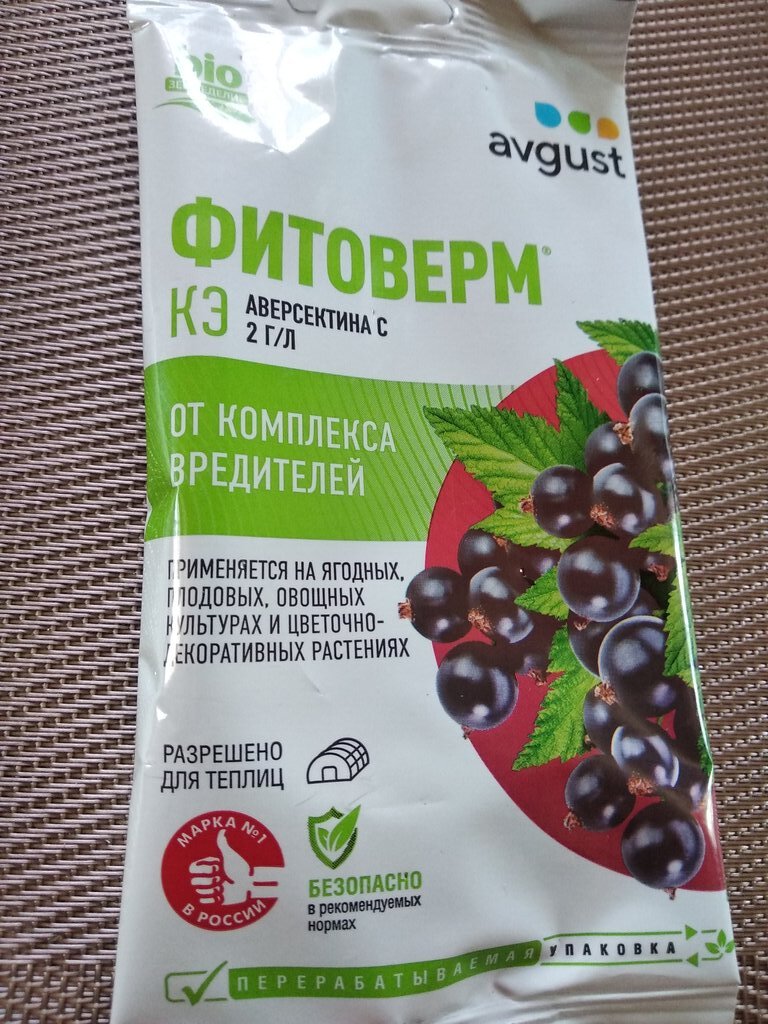 bio
ЗЕМЛЕДЕЛИЕ
avgust
ФИТОВЕРМ®
КЭ
АВЕРСЕКТИНА С
2 Г/Л
ОТ КОМПЛЕКСА
ВРЕДИТЕЛЕЙ
ПРИМЕНЯЕТСЯ НА ЯГОДНЫХ,
ПЛОДОВЫХ, ОВОЩНЫХ
КУЛЬТУРАХ И ЦВЕТОЧНО-
ДЕКОРАТИВНЫХ РАСТЕНИЯХ
РАЗРЕШЕНО
ДЛЯ ТЕПЛИЦ
МАРКА №1
В РОССИИ
БЕЗОПАСНО
в рекомендуемых
нормах
ПЕРЕРАБАТЫВАЕМАЯ УПАКОВКА